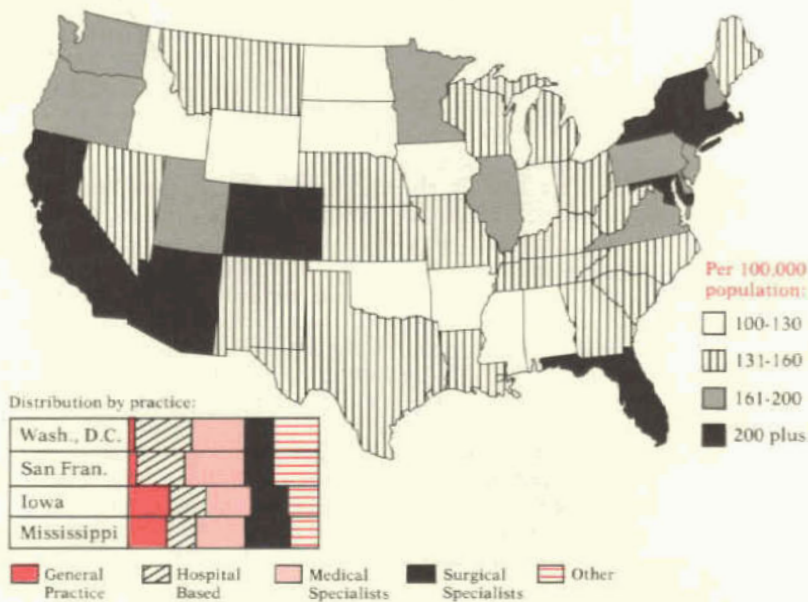 Per 100,000
population:
100-130
131-160
161-200
200 plus
Distribution by practice:
Wash., D.C.
San Fran.
Iowa
Mississippi
General
Practice
Hospital
Based
Medical
Specialists
Surgical
Specialists
Other